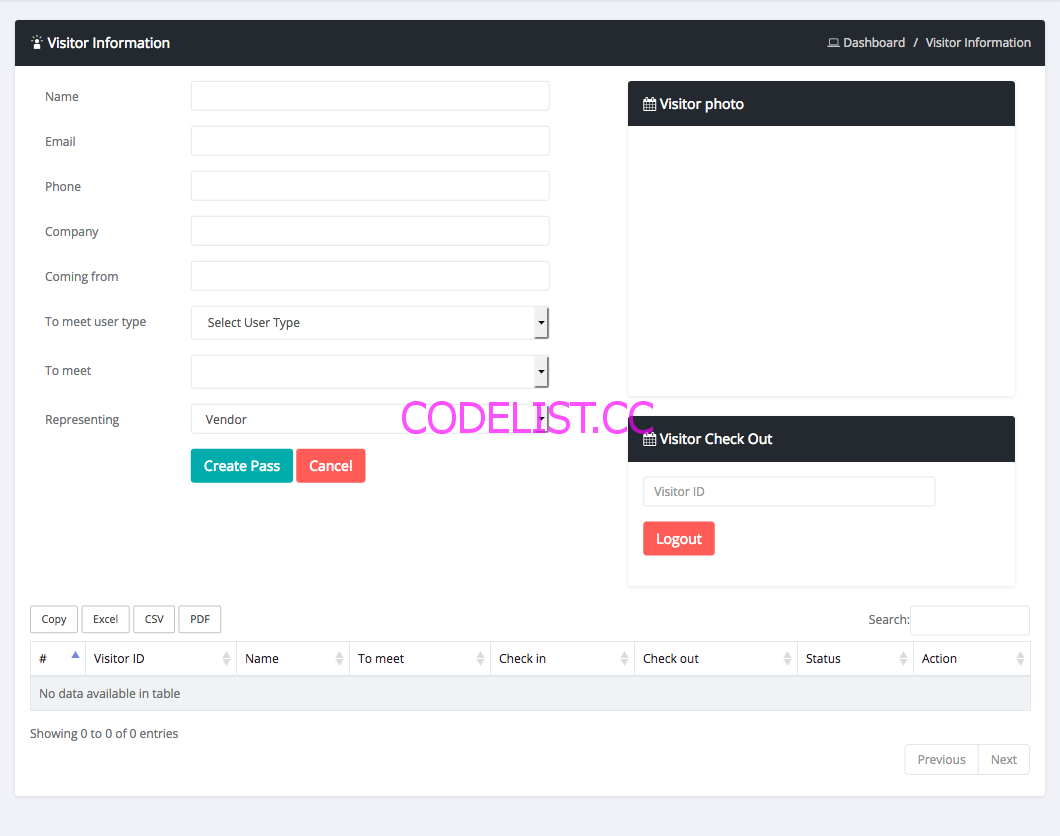 Visitor Information
Dashboard / Visitor Information
Name
Email
Phone
Company
Coming from
To meet user type
Select User Type
To meet
Representing
Vendor
Create Pass Cancel
Visitor photo
CODELIST.CC
Visitor Check Out
Visitor ID
Logout
Copy Excel CSV PDF
Search:
# Visitor ID Name To meet Check in Check out Status Action
No data available in table
Showing 0 to 0 of 0 entries
Previous Next